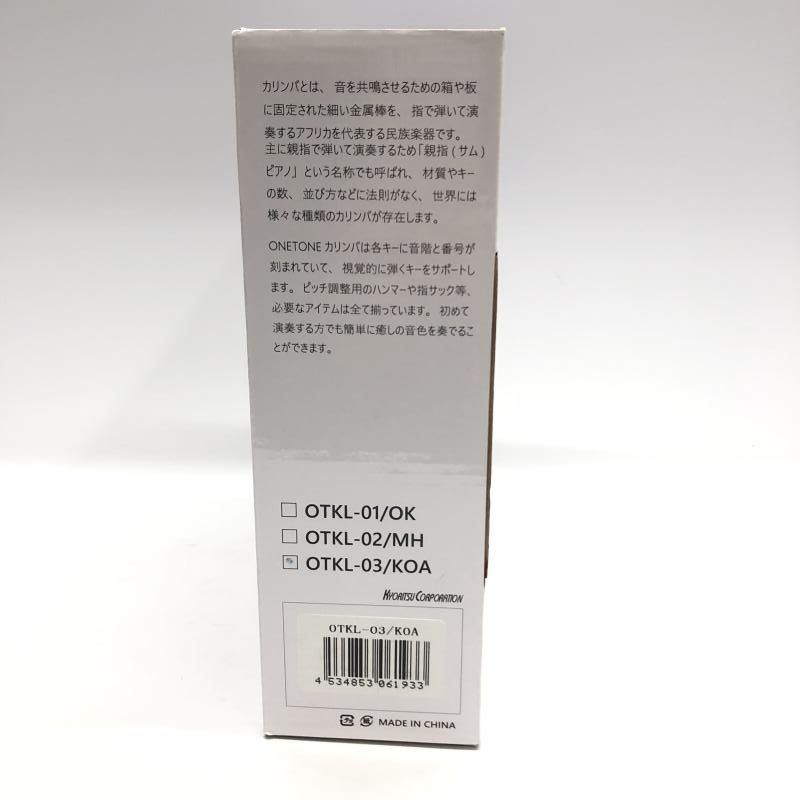 カリンバとは、 音を共鳴させるための箱や板
に固定された細い金属棒を、 指で弾いて演
奏するアフリカを代表する民族楽器です。
主に親指で弾いて演奏するため「親指 ( サム )
ピアノ」 という名称でも呼ばれ、 材質やキー
の数、 並び方などに法則がなく、 世界には
様々な種類のカリンバが存在します。
ONETONE カリンバは各キーに音階と番号が
刻まれていて、 視覚的に弾くキーをサポートし
ます。 ピッチ調整用のハンマーや指サック等、
必要なアイテムは全て揃っています。 初めて
演奏する方でも簡単に癒しの音色を奏でるこ
とができます。
OTKL-01/OK
OTKL-02/MH
OTKL-03/KOA
KYORITSU CORPORATION
OTKL-03/KOA
4 534853 061933
MADE IN CHINA